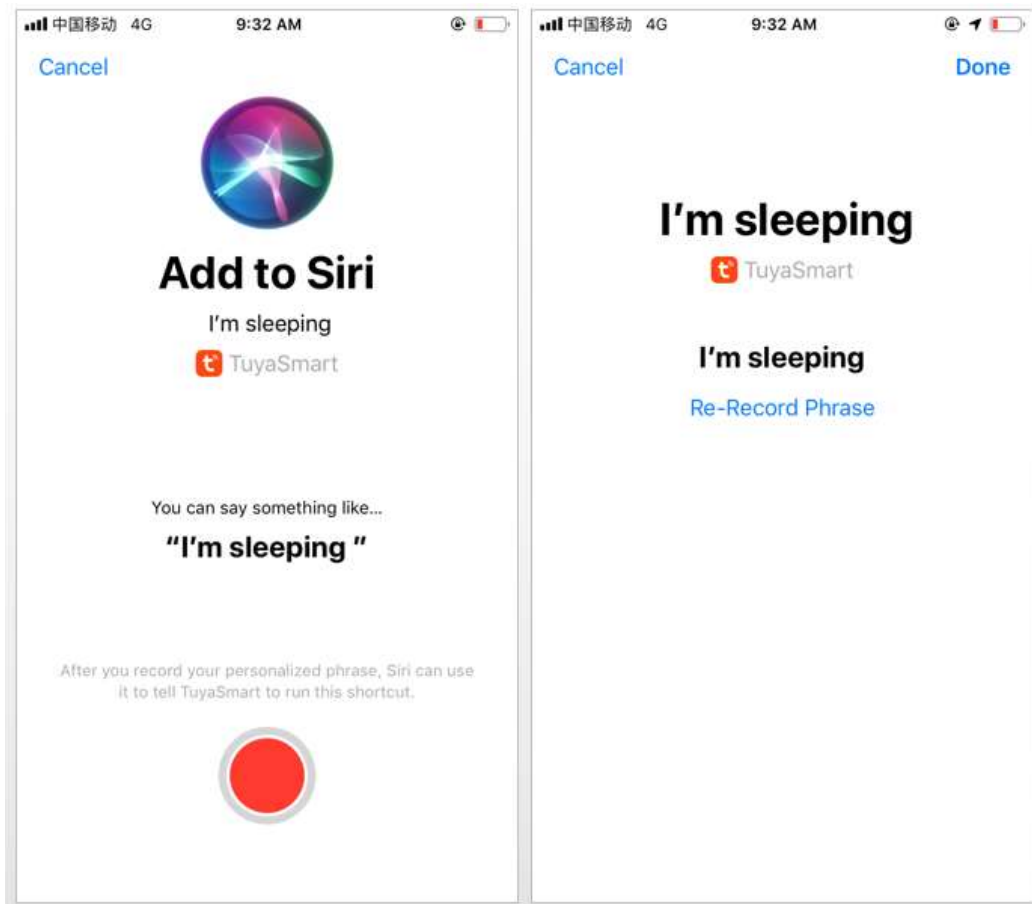 中国移动 4G 9:32 AM
Cancel
Add to Siri
I'm sleeping
TuyaSmart
You can say something like...
“I'm sleeping ”
After you record your personalized phrase, Siri can use
it to tell TuyaSmart to run this shortcut.
中国移动 4G 9:32 AM
Cancel Done
I'm sleeping
TuyaSmart
I'm sleeping
Re-Record Phrase